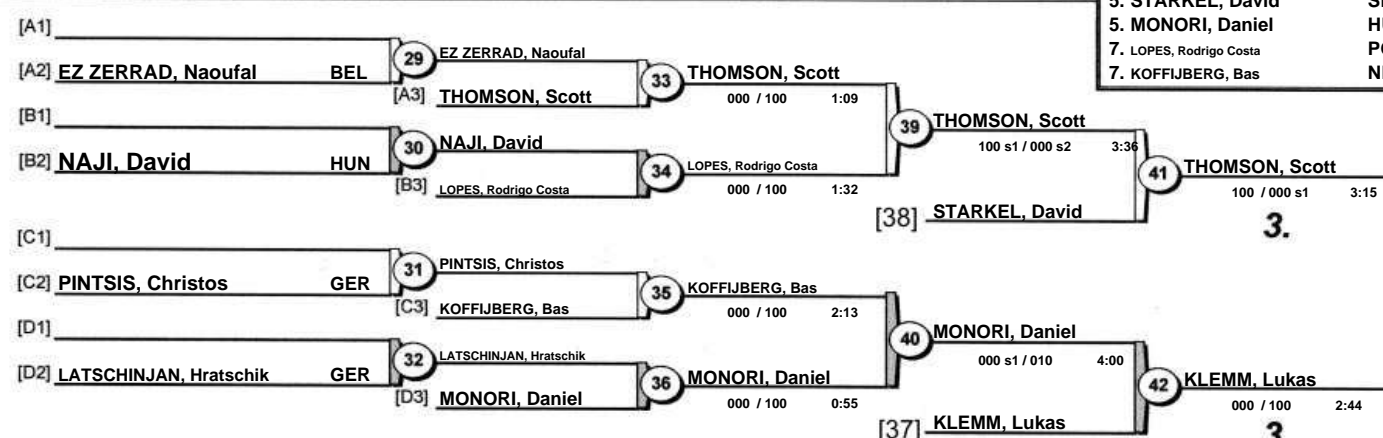 5. STARKEL, David
5. MONORI, Daniel
7. LOPES, Rodrigo Costa
7. KOFFIJBERG, Bas
[A1]
[A2] EZ ZERRAD, Naoufal BEL
29
EZ ZERRAD, Naoufal
[A3] THOMSON, Scott
33
THOMSON, Scott
000 / 100 1:09
[B1]
[B2] NAJI, David HUN
30
NAJI, David
[B3] LOPES, Rodrigo Costa
34
LOPES, Rodrigo Costa
000 / 100 1:32
39
THOMSON, Scott
100 s1 / 000 s2 3:36
[38] STARKEL, David
41
THOMSON, Scott
100 / 000 s1 3:15
3.
[C1]
[C2] PINTSIS, Christos GER
31
PINTSIS, Christos
[C3] KOFFIJBERG, Bas
35
KOFFIJBERG, Bas
000 / 100 2:13
[D1]
[D2] LATSCHINJAN, Hratschik GER
32
LATSCHINJAN, Hratschik
[D3] MONORI, Daniel
36
MONORI, Daniel
000 / 100 0:55
40
MONORI, Daniel
000 s1 / 010 4:00
[37] KLEMM, Lukas
42
KLEMM, Lukas
000 / 100 2:44
3.